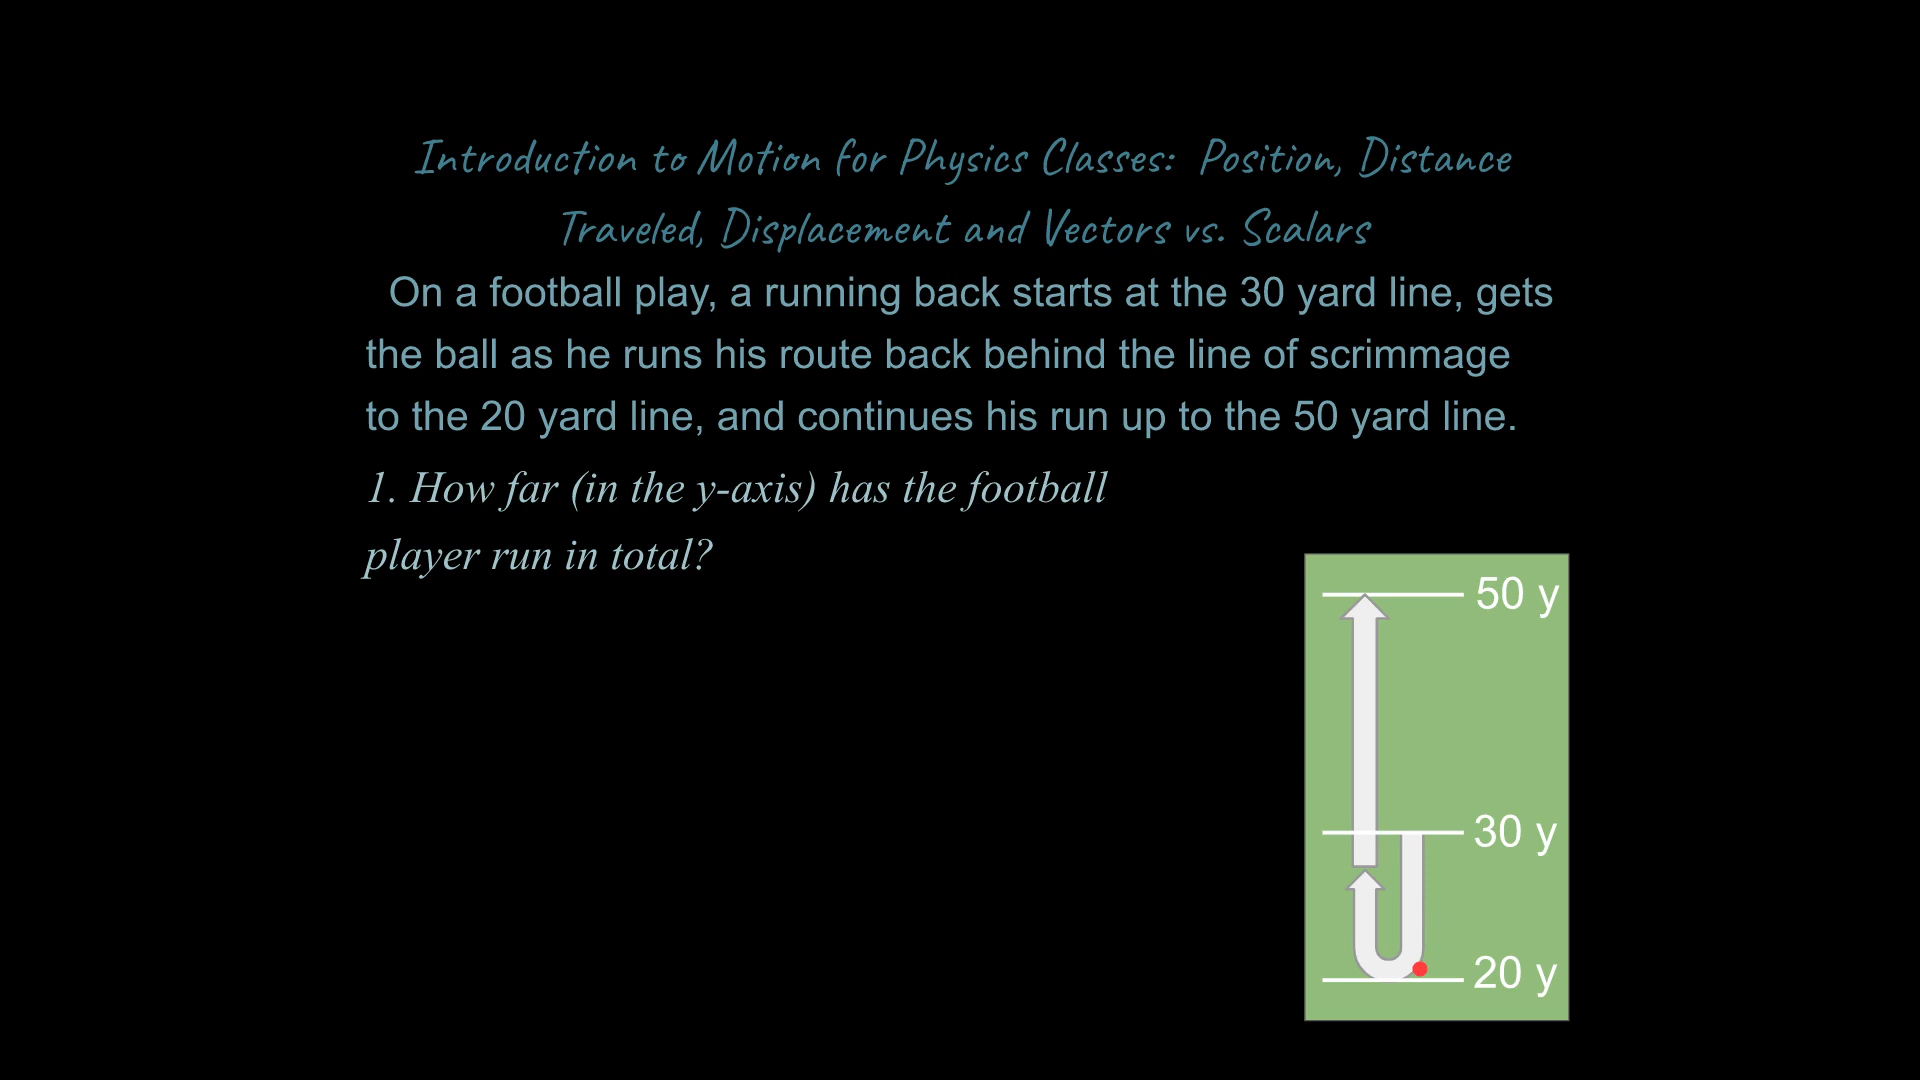 Introduction to Motion for Physics Classes: Position, Distance
Traveled, Displacement and Vectors vs. Scalars
On a football play, a running back starts at the 30 yard line, gets
the ball as he runs his route back behind the line of scrimmage
to the 20 yard line, and continues his run up to the 50 yard line.
1. How far (in the y-axis) has the football
player run in total?
50 y
30 y
20 y